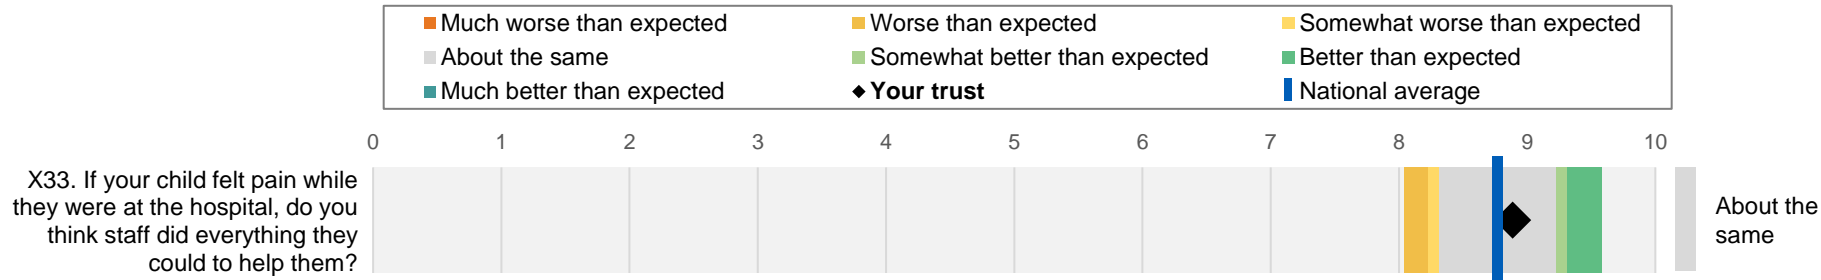 Much worse than expected
Worse than expected
Somewhat worse than expected
About the same
Somewhat better than expected
Better than expected
Much better than expected
Your trust
National average
0 1 2 3 4 5 6 7 8 9 10
X33. If your child felt pain while
they were at the hospital, do you
think staff did everything they
could to help them?
About the
same